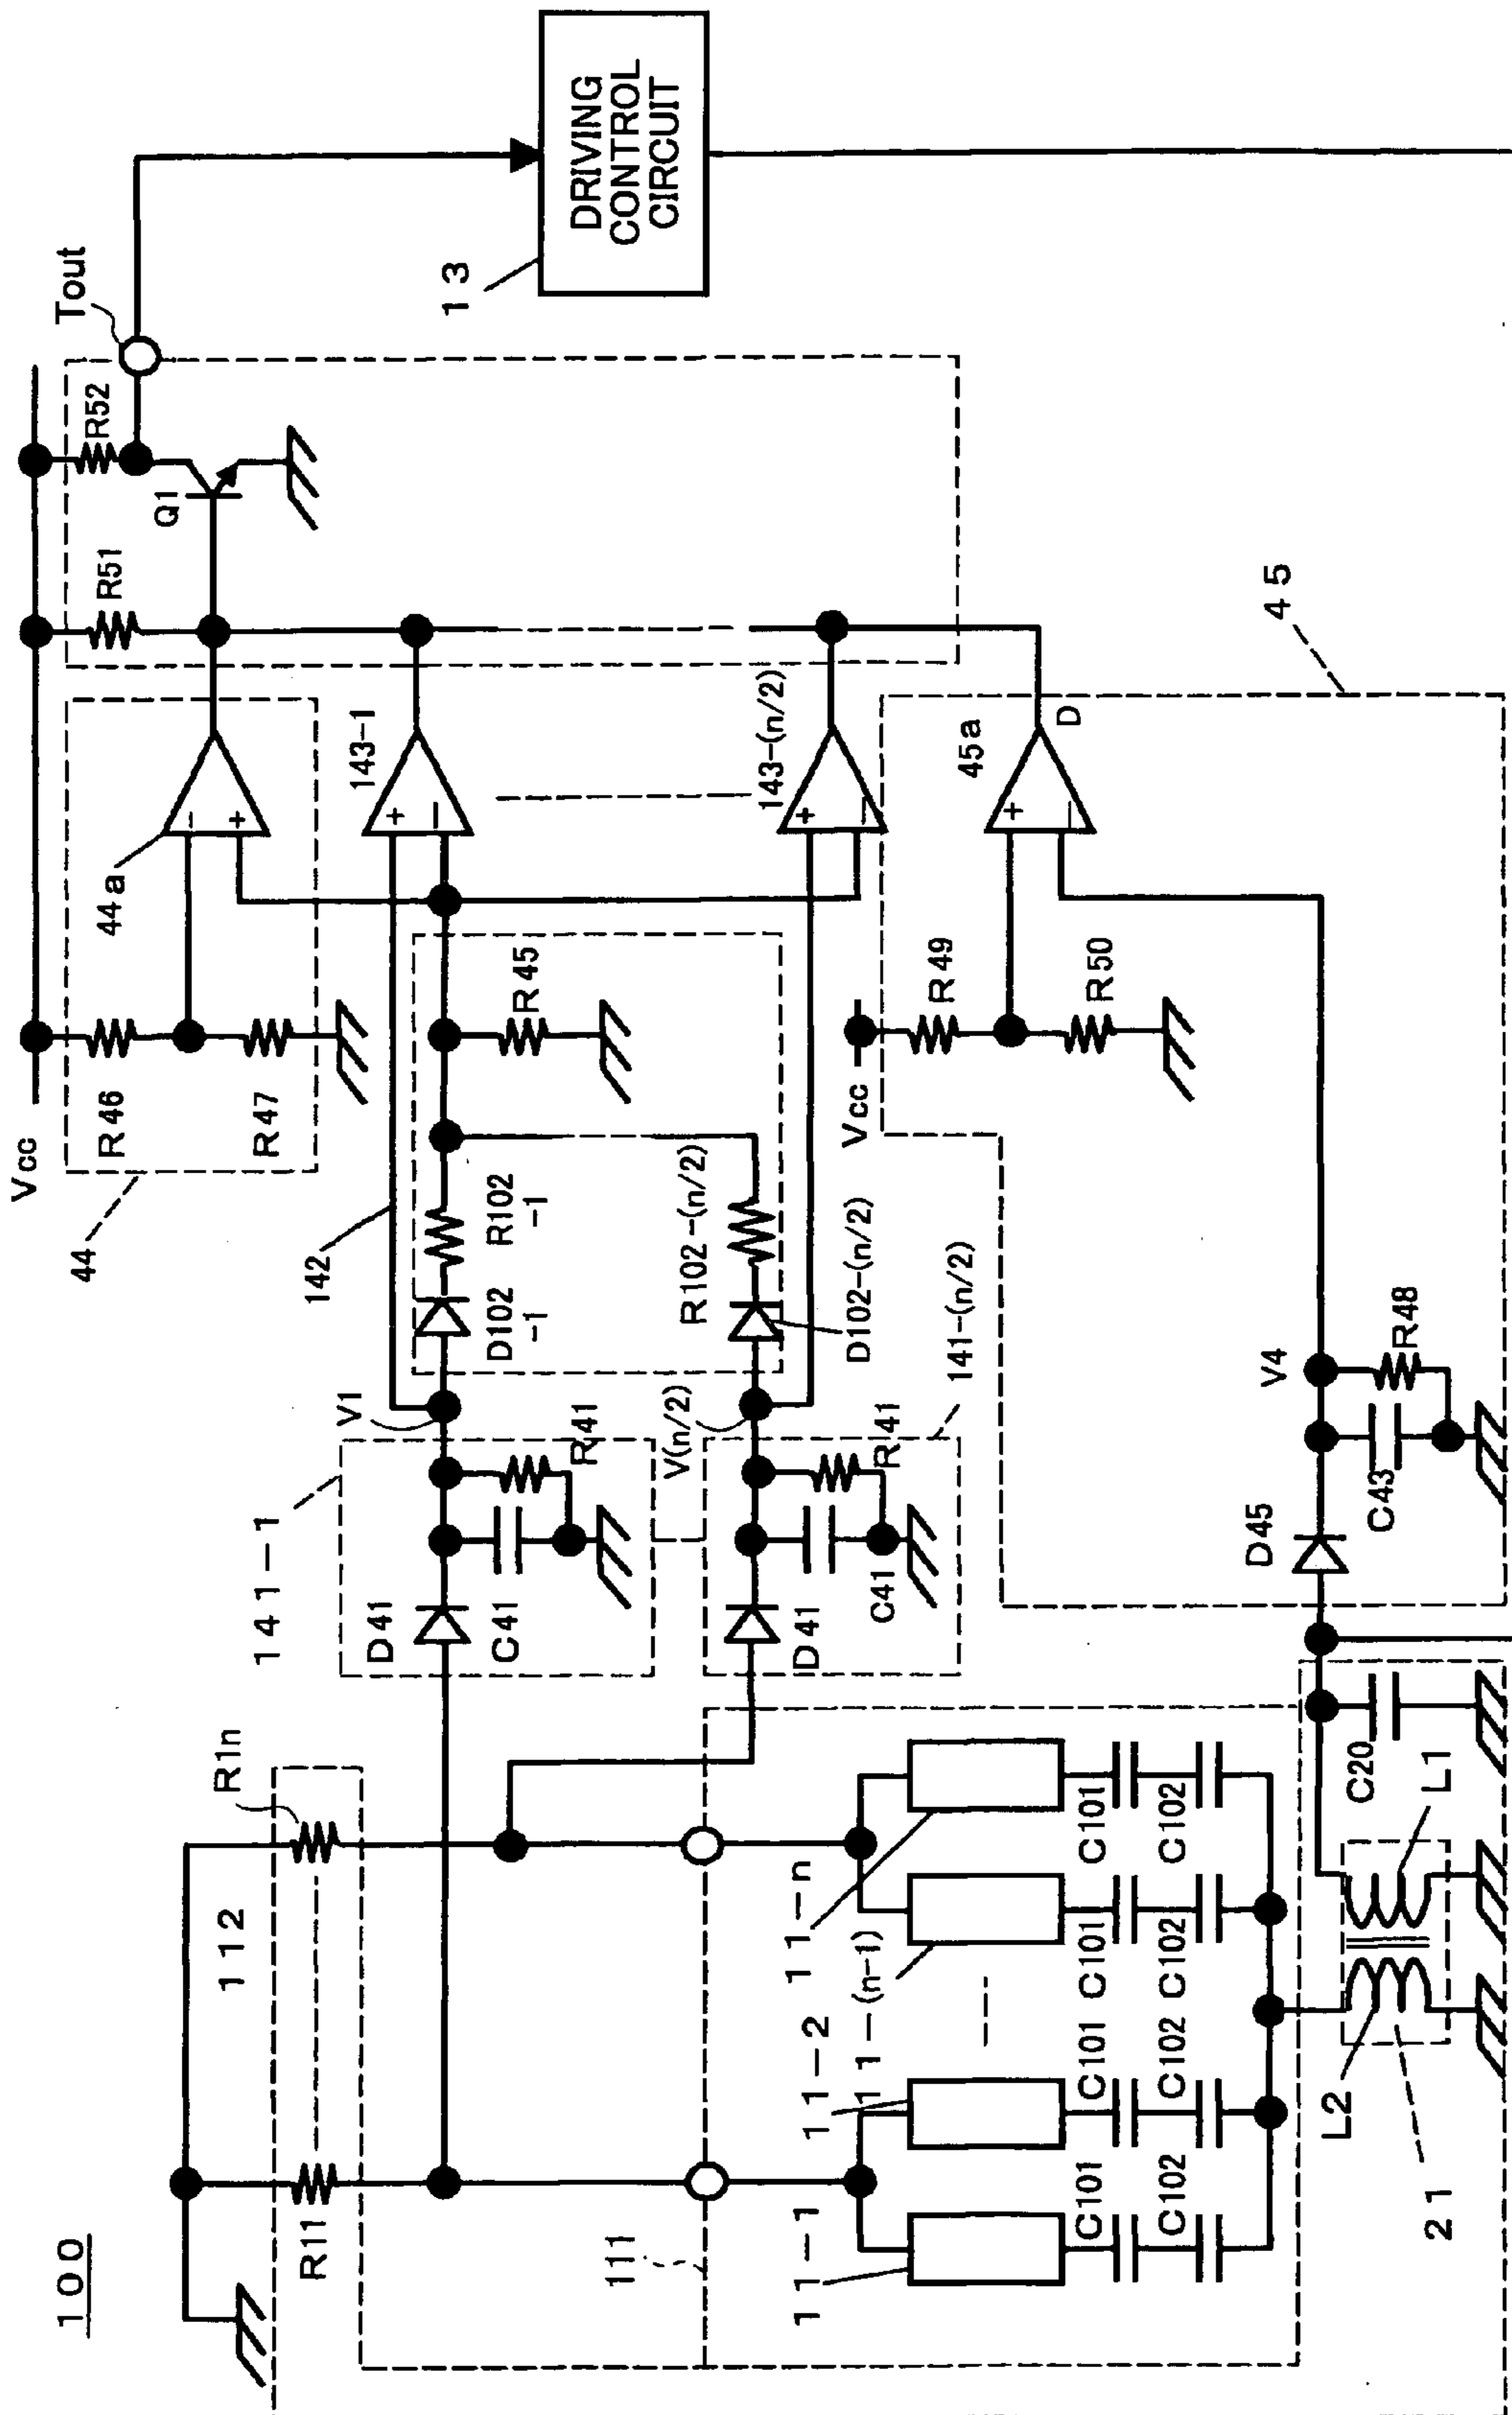 100
112
R11
R1n
111
11-1
11-2
11-(n-1)
11-n
C101
C101
C101
C101
C102
C102
C102
C102
L2
L1
21
C20
141-1
D41
C41
R41
V1
V(n/2)
D41
C41
R41
141-(n/2)
142
D102
-1
R102
-1
R102-(n/2)
D102-(n/2)
R45
Vcc
44
R46
R47
44a
-
+
143-1
+
-
143-(n/2)
+
-
R51
R52
Q1
Tout
13
DRIVING
CONTROL
CIRCUIT
45
Vcc
R49
R50
45a
+
-
D
D45
C43
V4
R48